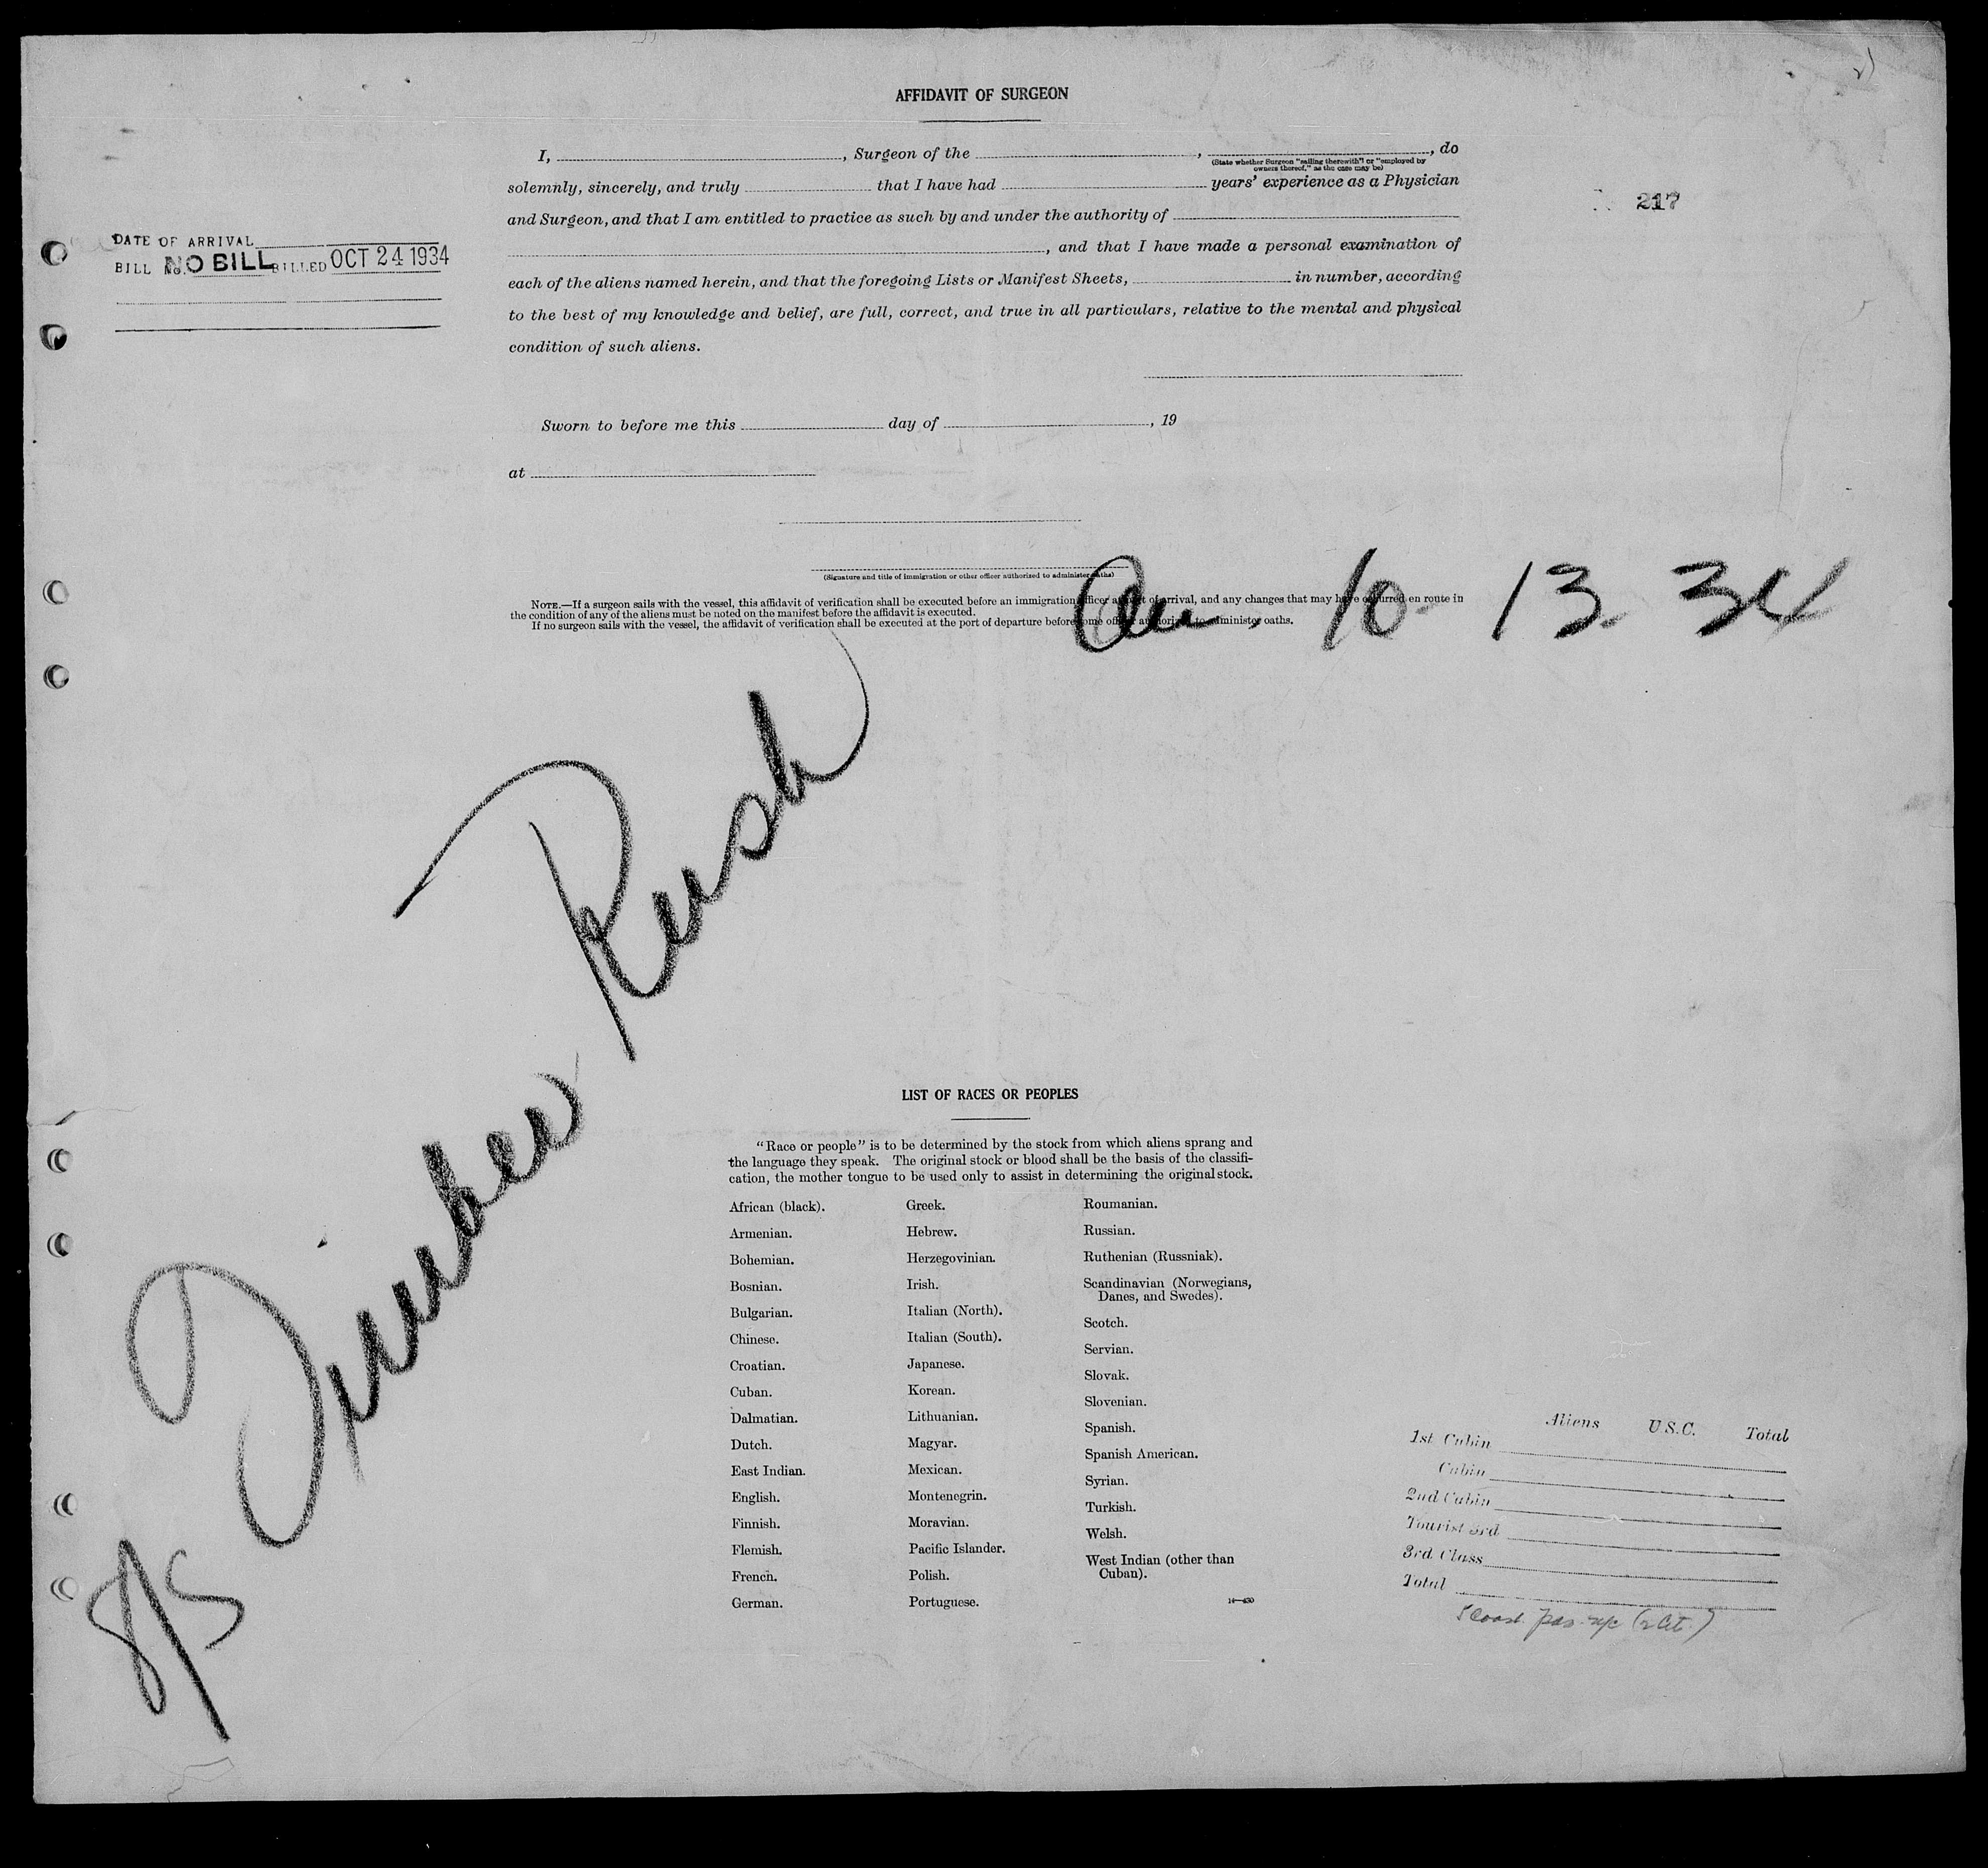 AFFIDAVIT OF SURGEON
I, , Surgeon of the , , do
(State whether Surgeon "sailing therewith" or "employed by
owners thereof," as the case may be)
solemnly, sincerely, and truly that I have had years' experience as a Physician
and Surgeon, and that I am entitled to practice as such by and under the authority of
, and that I have made a personal examination of
each of the aliens named herein, and that the foregoing Lists or Manifest Sheets, in number, according
to the best of my knowledge and belief, are full, correct, and true in all particulars, relative to the mental and physical
condition of such aliens.
217
DATE OF ARRIVAL
BILL No. NO BILL BILLED OCT 24 1934
Sworn to before me this day of , 19
at
(Signature and title of immigration or other officer authorized to administer oaths)
NOTE.—If a surgeon sails with the vessel, this affidavit of verification shall be executed before an immigration officer at port of arrival, and any changes that may have occurred en route in
the condition of any of the aliens must be noted on the manifest before the affidavit is executed.
If no surgeon sails with the vessel, the affidavit of verification shall be executed at the port of departure before some officer authorized to administer oaths.
10 - 13. 34
S/S Timber Rush
LIST OF RACES OR PEOPLES
"Race or people" is to be determined by the stock from which aliens sprang and
the language they speak. The original stock or blood shall be the basis of the classifi-
cation, the mother tongue to be used only to assist in determining the original stock.
African (black).
Armenian.
Bohemian.
Bosnian.
Bulgarian.
Chinese.
Croatian.
Cuban.
Dalmatian.
Dutch.
East Indian.
English.
Finnish.
Flemish.
French.
German.
Greek.
Hebrew.
Herzegovinian.
Irish.
Italian (North).
Italian (South).
Japanese.
Korean.
Lithuanian.
Magyar.
Mexican.
Montenegrin.
Moravian.
Pacific Islander.
Polish.
Portuguese.
Roumanian.
Russian.
Ruthenian (Russniak).
Scandinavian (Norwegians,
Danes, and Swedes).
Scotch.
Servian.
Slovak.
Slovenian.
Spanish.
Spanish American.
Syrian.
Turkish.
Welsh.
West Indian (other than
Cuban).
14—430
Aliens U.S.C. Total
1st Cabin
Cabin
2nd Cabin
Tourist 3rd
3rd Class
Total